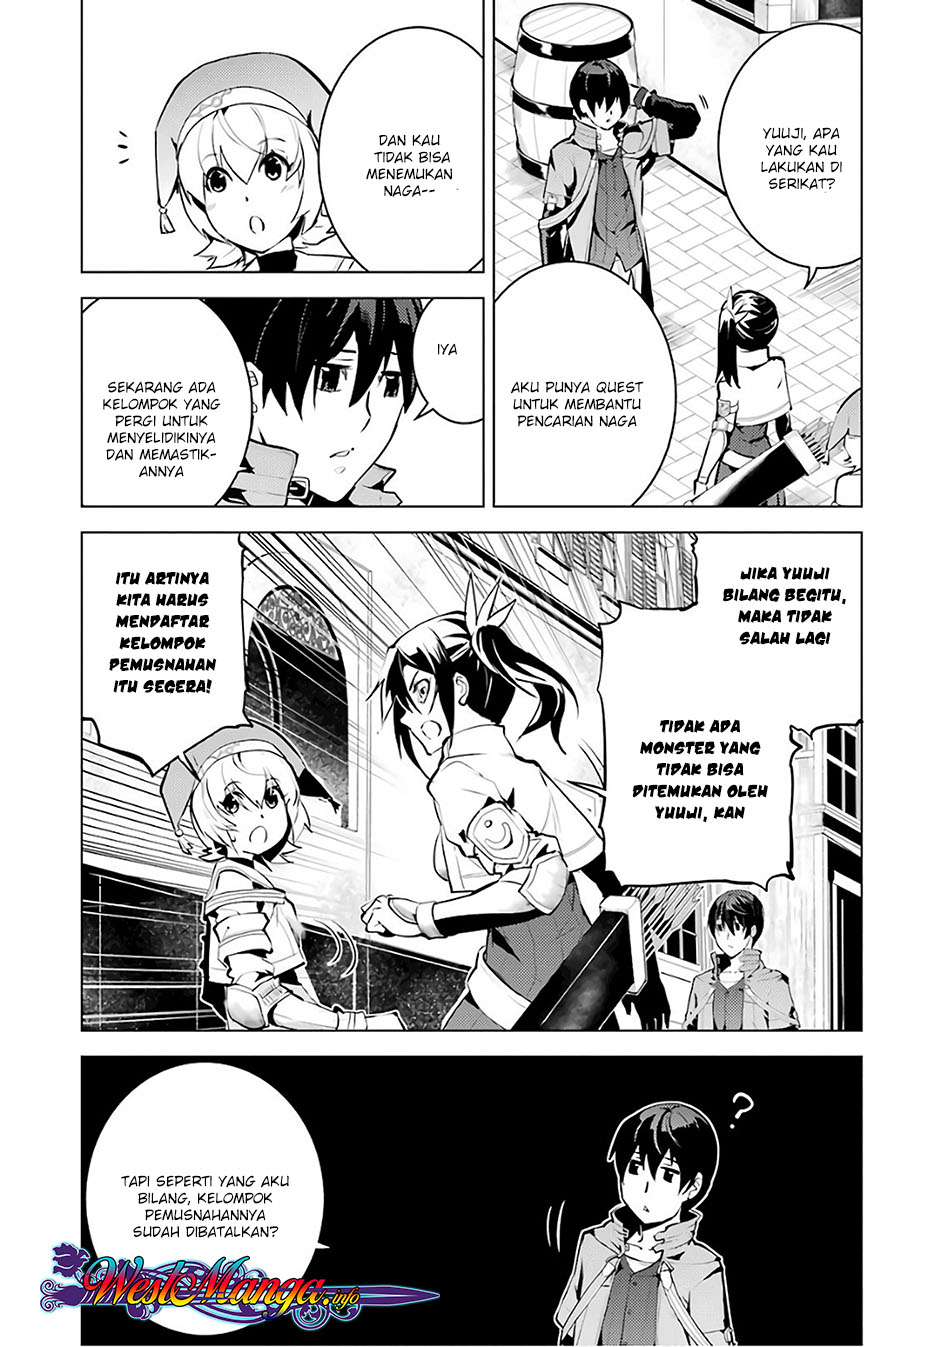 YUUJI, APA
YANG KAU
LAKUKAN DI
SERIKAT?
AKU PUNYA QUEST
UNTUK MEMBANTU
PENCARIAN NAGA
DAN KAU
TIDAK BISA
MENEMUKAN
NAGA--
IYA
SEKARANG ADA
KELOMPOK YANG
PERGI UNTUK
MENYELIDIKINYA
DAN MEMASTIK-
ANNYA
JIKA YUUJI
BILANG BEGITU,
MAKA TIDAK
SALAH LAGI
TIDAK ADA
MONSTER YANG
TIDAK BISA
DITEMUKAN OLEH
YUUJI, KAN
ITU ARTINYA
KITA HARUS
MENDAFTAR
KELOMPOK
PEMUSNAHAN
ITU SEGERA!
?
TAPI SEPERTI YANG AKU
BILANG, KELOMPOK
PEMUSNAHANNYA
SUDAH DIBATALKAN?
WestManga.info